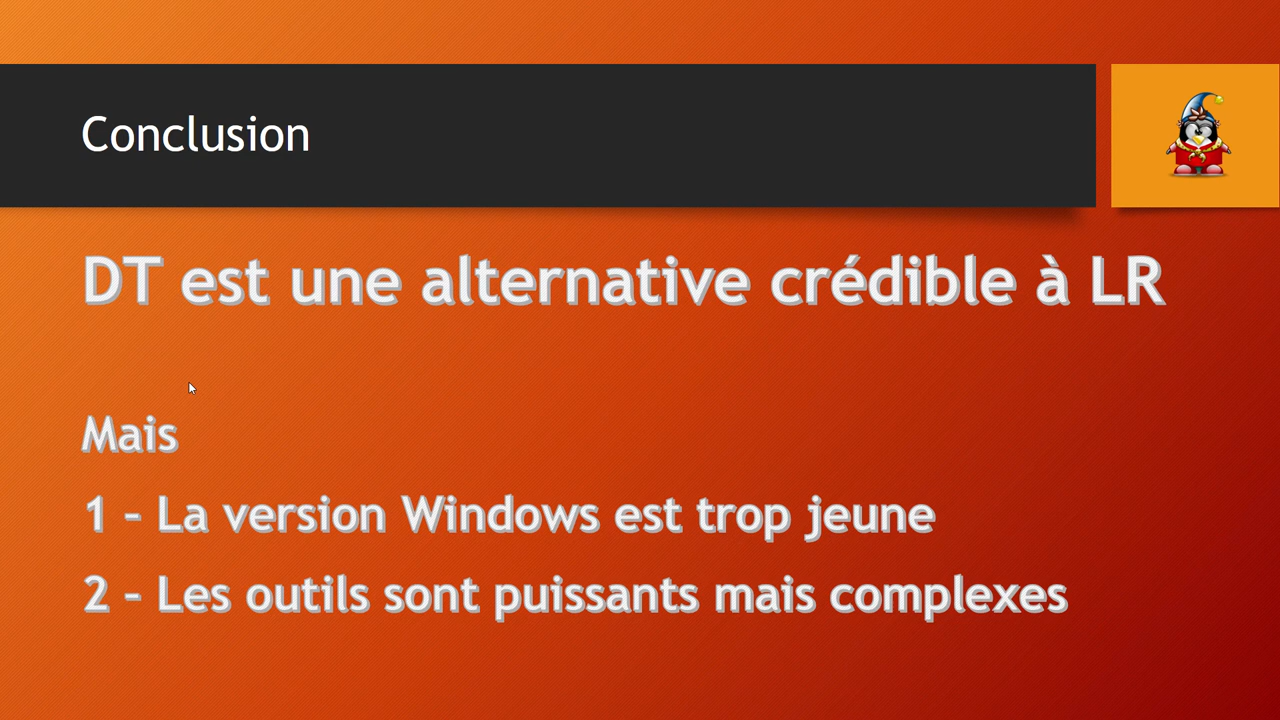 Conclusion
DT est une alternative crédible à LR
Mais
1 – La version Windows est trop jeune
2 – Les outils sont puissants mais complexes